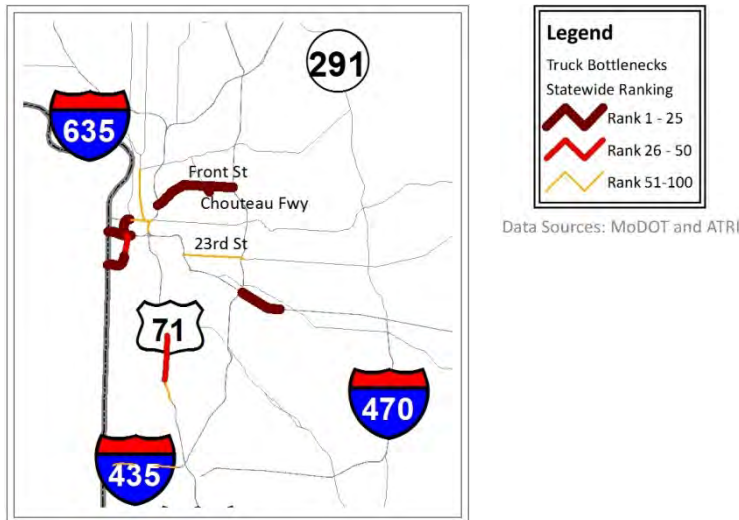 291
635
Front St
Chouteau Fwy
23rd St
71
470
435
Legend
Truck Bottlenecks
Statewide Ranking
Rank 1 - 25
Rank 26 - 50
Rank 51-100
Data Sources: MoDOT and ATRI